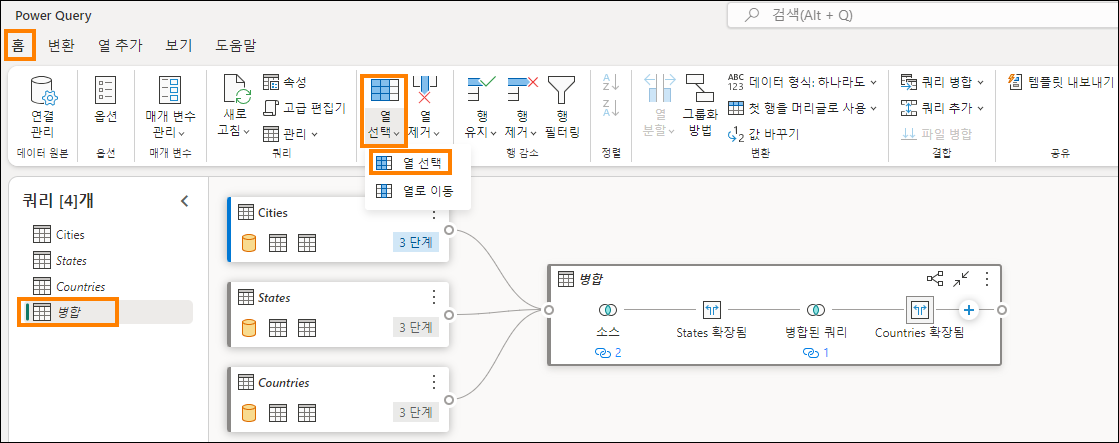 Power Query
검색(Alt + Q)
홈
변환
열 추가
보기
도움말
연결
관리
데이터 원본
옵션
옵션
매개 변수
관리
매개 변수
새로
고침
속성
고급 편집기
관리
쿼리
열
선택
열
제거
행
유지
행
제거
행
필터링
행 감소
A
Z
Z
A
정렬
열
분할
그룹화
방법
ABC
123
데이터 형식: 하나라도
첫 행을 머리글로 사용
1
2
값 바꾸기
변환
쿼리 병합
쿼리 추가
파일 병합
결합
템플릿 내보내기
공유
열 선택
열로 이동
쿼리 [4]개
Cities
States
Countries
병합
Cities
3 단계
States
3 단계
Countries
3 단계
병합
소스
2
States 확장됨
병합된 쿼리
1
Countries 확장됨